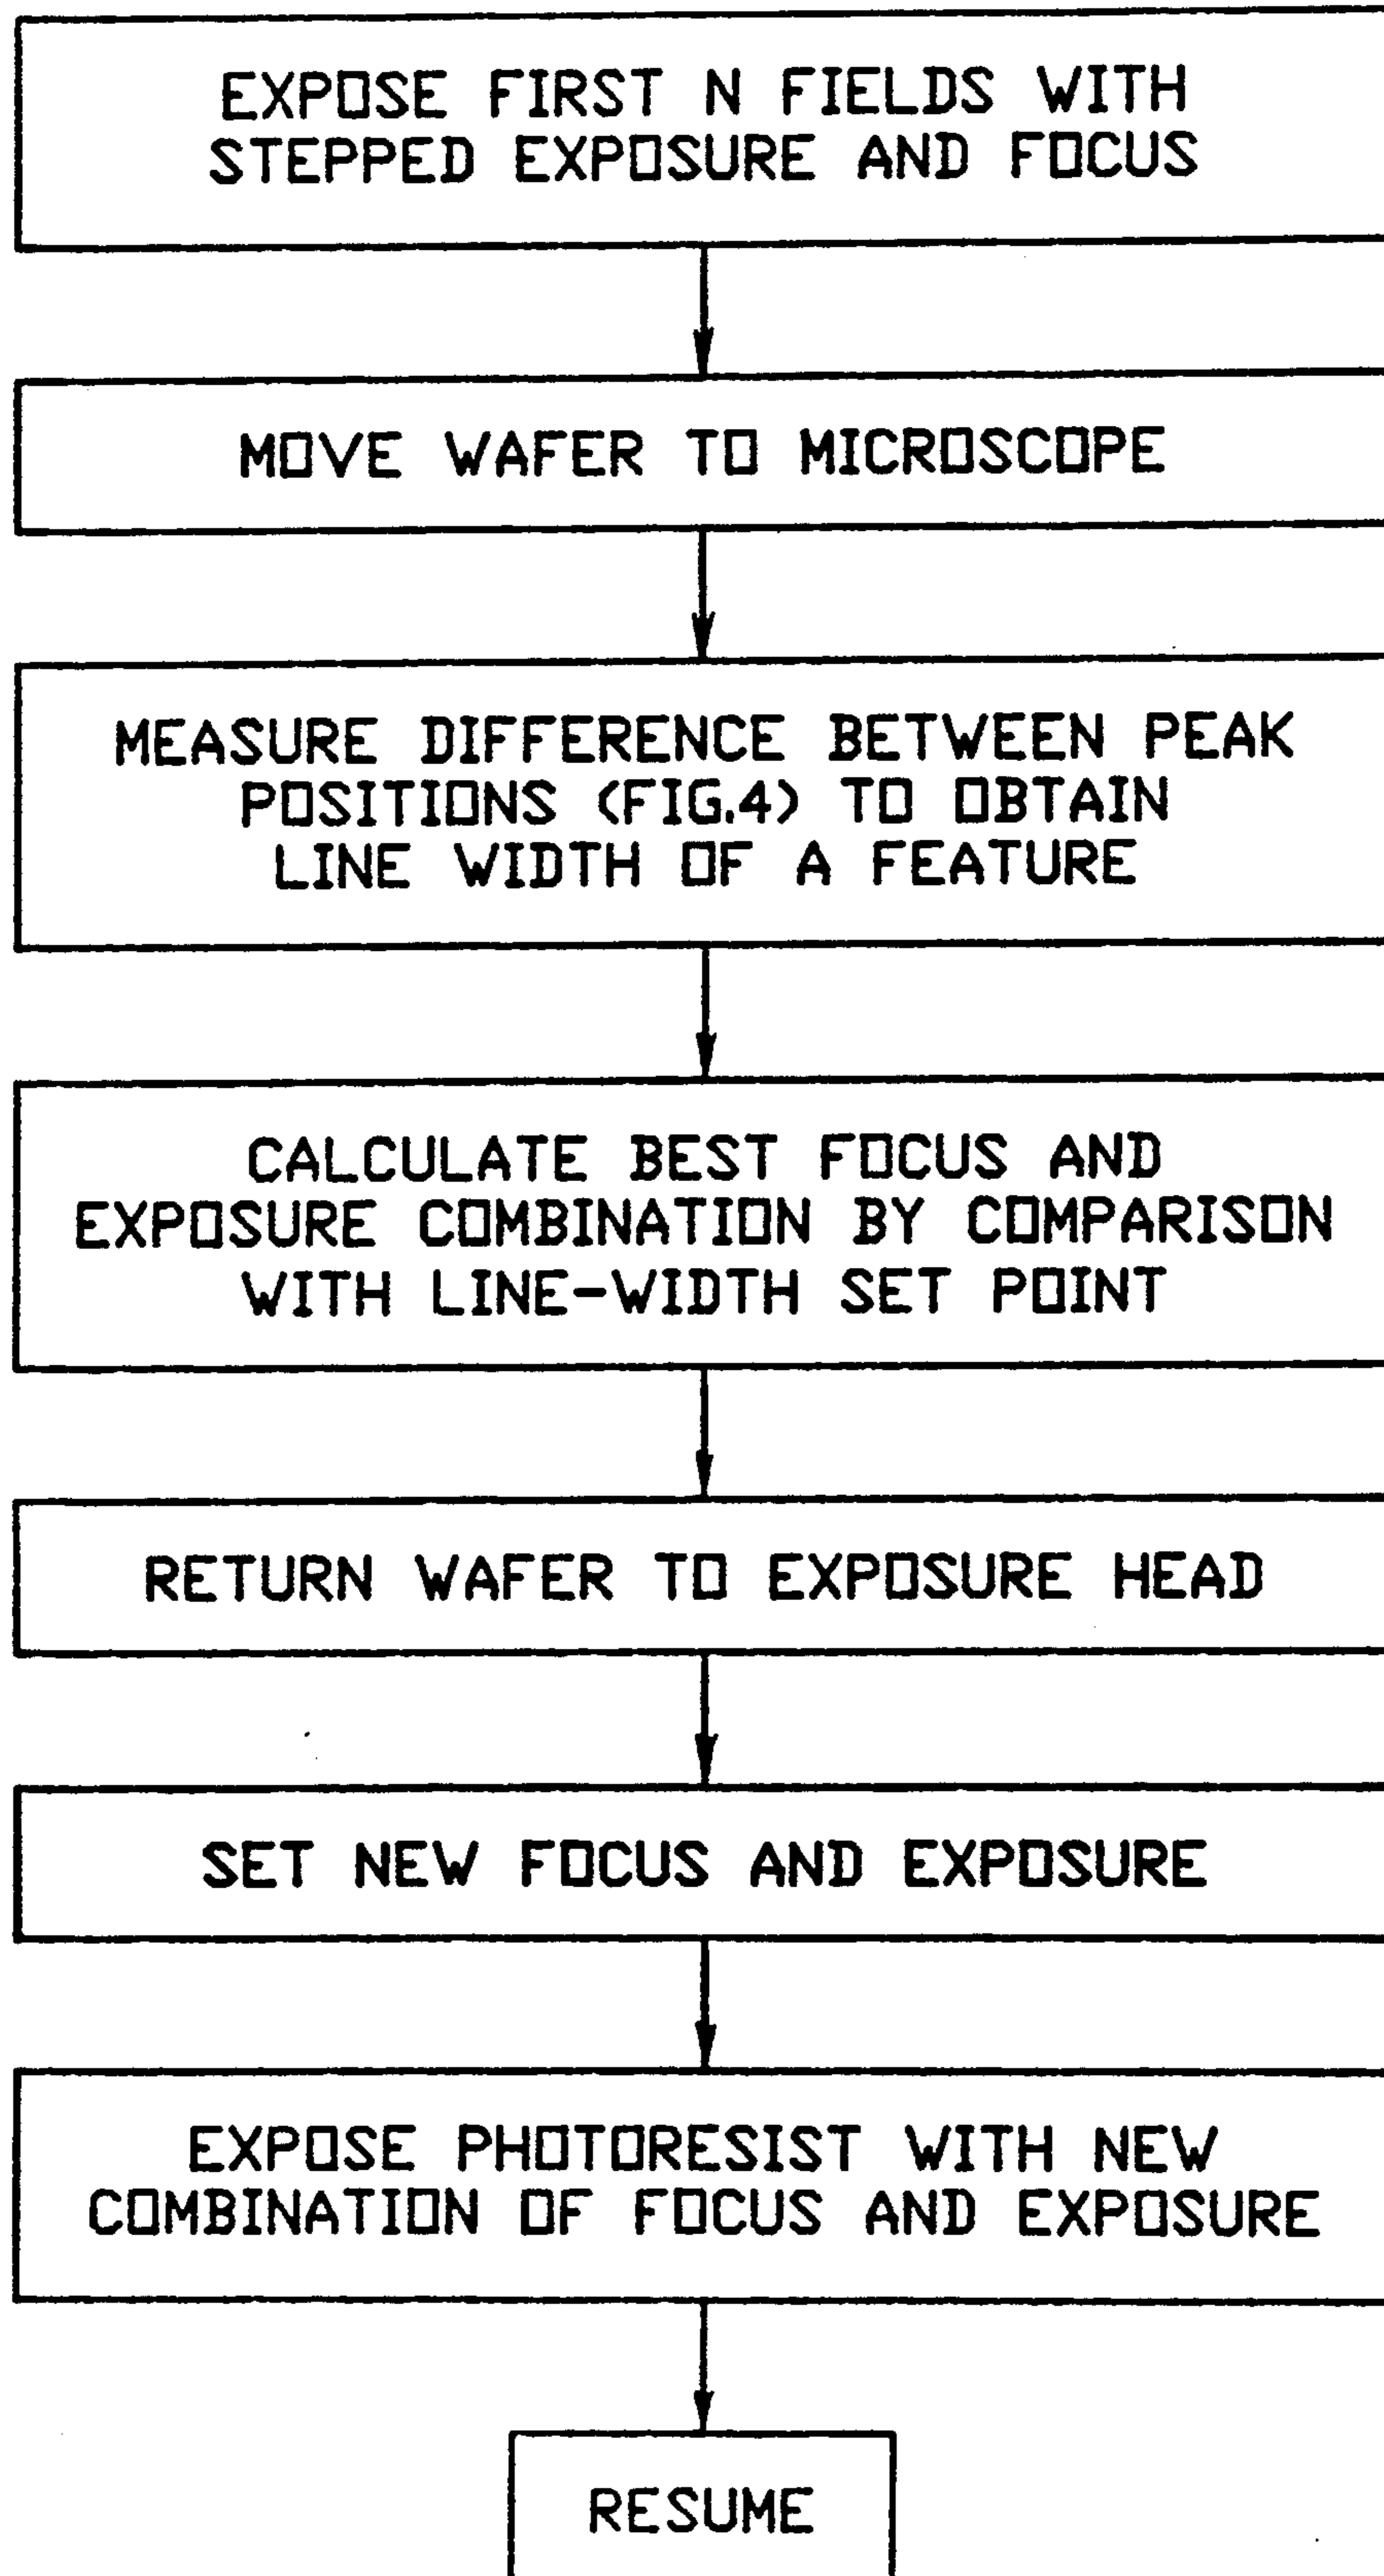 EXPOSE FIRST N FIELDS WITH
STEPPED EXPOSURE AND FOCUS
MOVE WAFER TO MICROSCOPE
MEASURE DIFFERENCE BETWEEN PEAK
POSITIONS (FIG.4) TO OBTAIN
LINE WIDTH OF A FEATURE
CALCULATE BEST FOCUS AND
EXPOSURE COMBINATION BY COMPARISON
WITH LINE-WIDTH SET POINT
RETURN WAFER TO EXPOSURE HEAD
SET NEW FOCUS AND EXPOSURE
EXPOSE PHOTORESIST WITH NEW
COMBINATION OF FOCUS AND EXPOSURE
RESUME